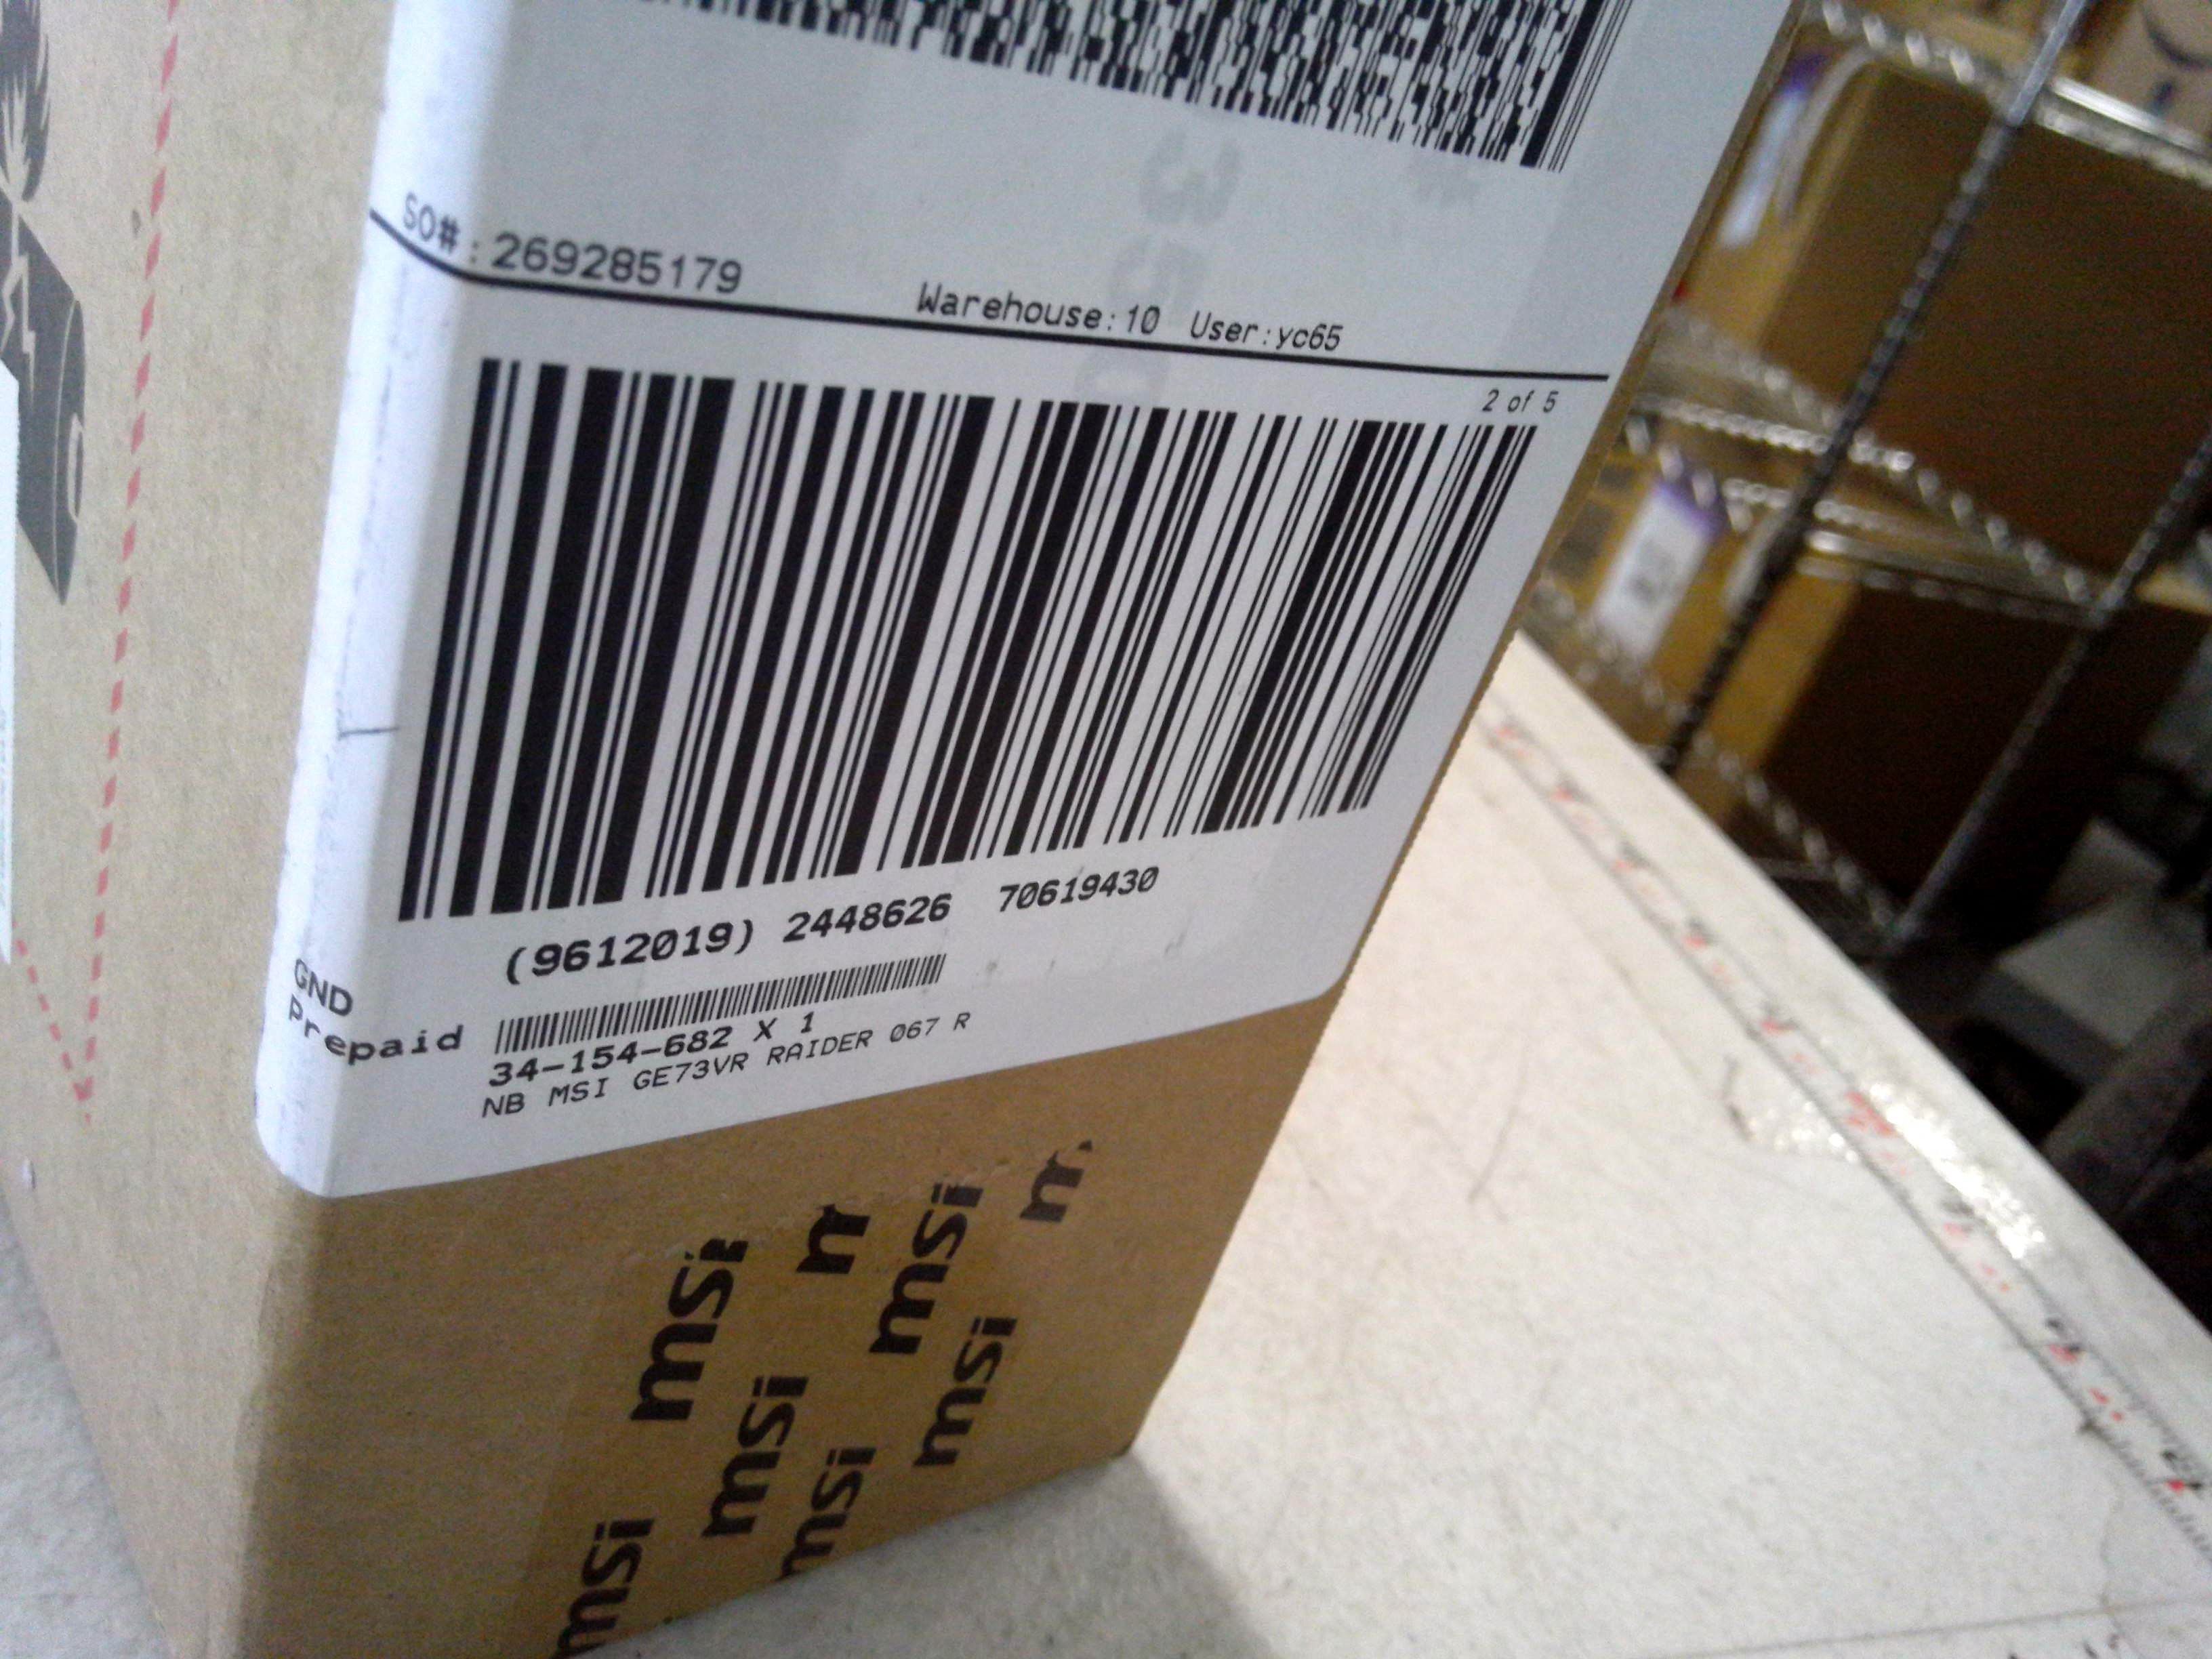 SO#: 269285179
Warehouse:10 User:yc65
2 of 5
(9612019) 2448626 70619430
GND
Prepaid
34-154-682 X 1
NB MSI GE73VR RAIDER 067 R
msi
msi
msi
msi
msi
msi